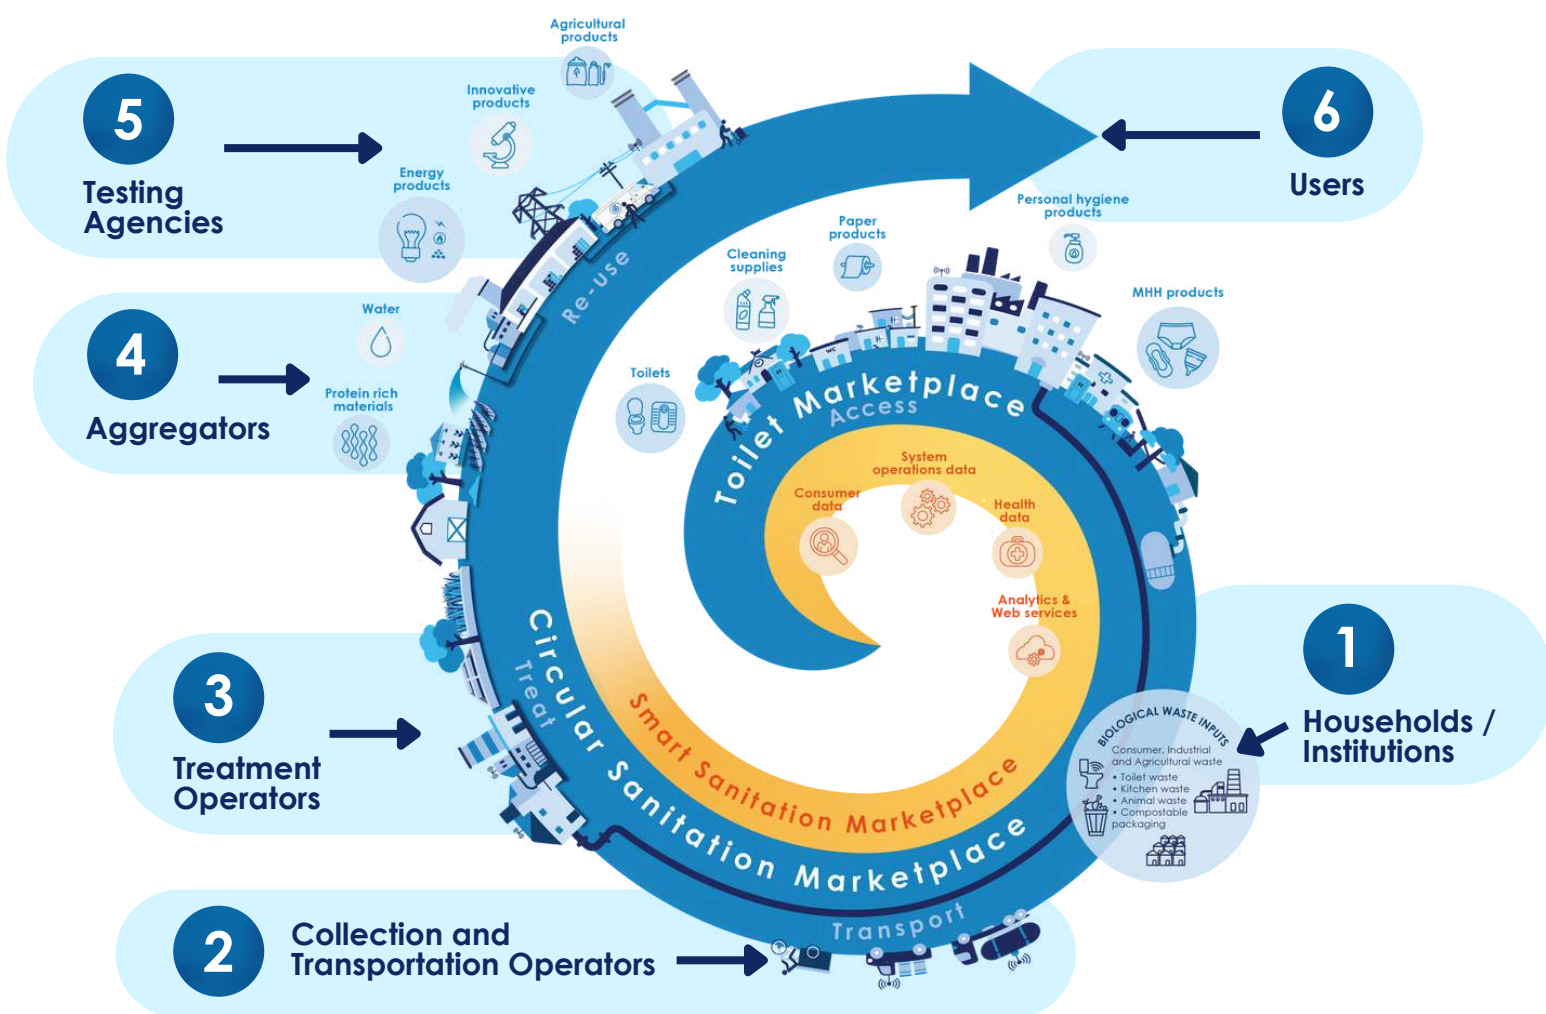 Agricultural
products
5
Testing
Agencies
Innovative
products
Energy
products
6
Users
Personal hygiene
products
Paper
products
Cleaning
supplies
MHH products
Toilets
WC
4
Aggregators
Water
Protein rich
materials
Re-use
Toilet Marketplace
Access
System
operations data
Consumer
data
Health
data
Analytics &
Web services
1
Households /
Institutions
BIOLOGICAL WASTE INPUTS
Consumer, Industrial
and Agricultural waste
• Toilet waste
• Kitchen waste
• Animal waste
• Compostable
packaging
3
Treatment
Operators
Treat
Circular Sanitation Marketplace
Smart Sanitation Marketplace
Transport
2
Collection and
Transportation Operators